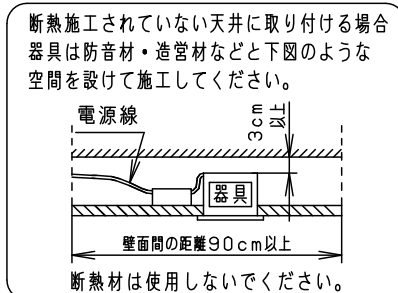 断熱施工されていない天井に取り付ける場合
器具は防音材・造営材などと下図のような
空間を設けて施工してください。
電源線
3cm
以上
器具
壁面間の距離90cm以上
断熱材は使用しないでください。